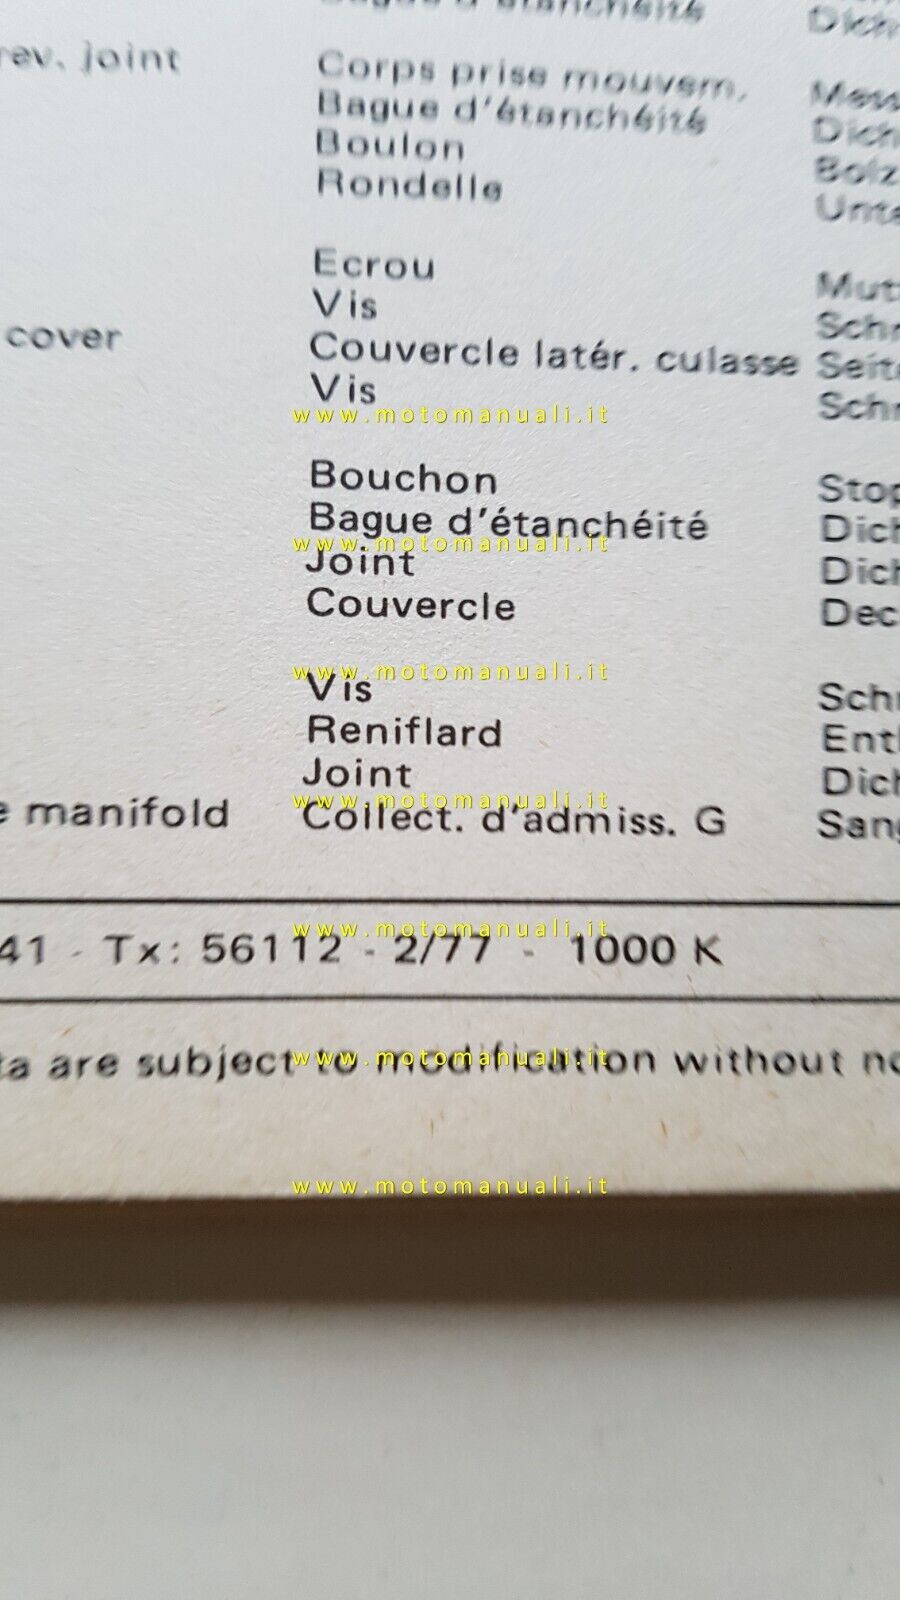 Bague d'étanchéité
rev. joint Corps prise mouvem.
Bague d'étanchéité
Boulon
Rondelle
Ecrou
Vis
cover Couvercle latér. culasse
Vis
www.motomanuali.it
Bouchon
Bague d'étanchéité
www.motomanuali.it
Joint
Couvercle
www.motomanuali.it
Vis
Reniflard
Joint
www.motomanuali.it
manifold Collect. d'admiss. G
www.motomanuali.it
41 - Tx: 56112 - 2/77 - 1000 K
are subject to modification without
www.motomanuali.it
www.motomanuali.it